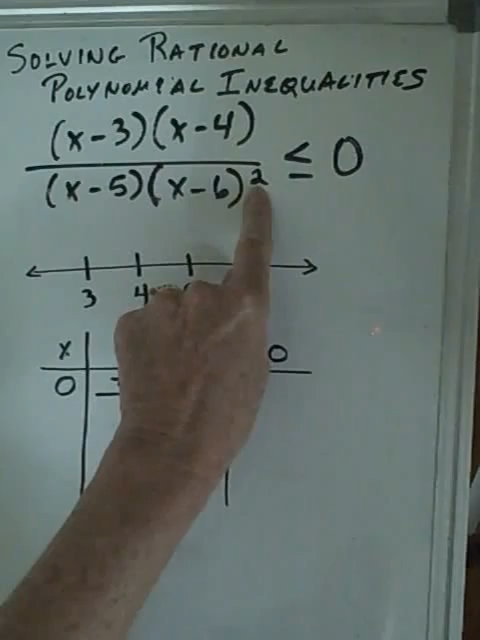 SOLVING RATIONAL
POLYNOMIAL INEQUALITIES
(x-3)(x-4)
(x-5)(x-6)2 ≤ 0
3 4
x 0
0